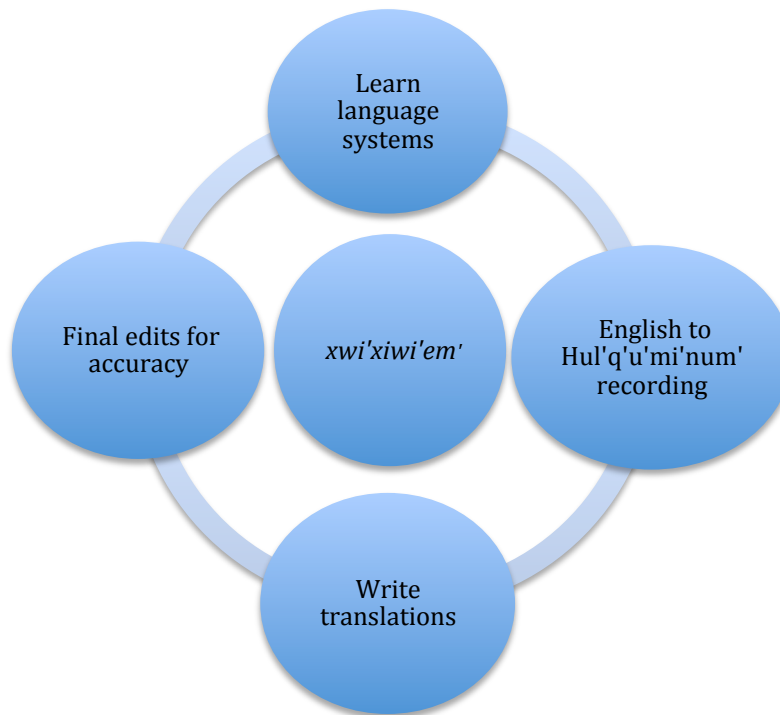 Learn
language
systems
Final edits for
accuracy
xwi'xiwi'em'
English to
Hul'q'u'mi'num'
recording
Write
translations